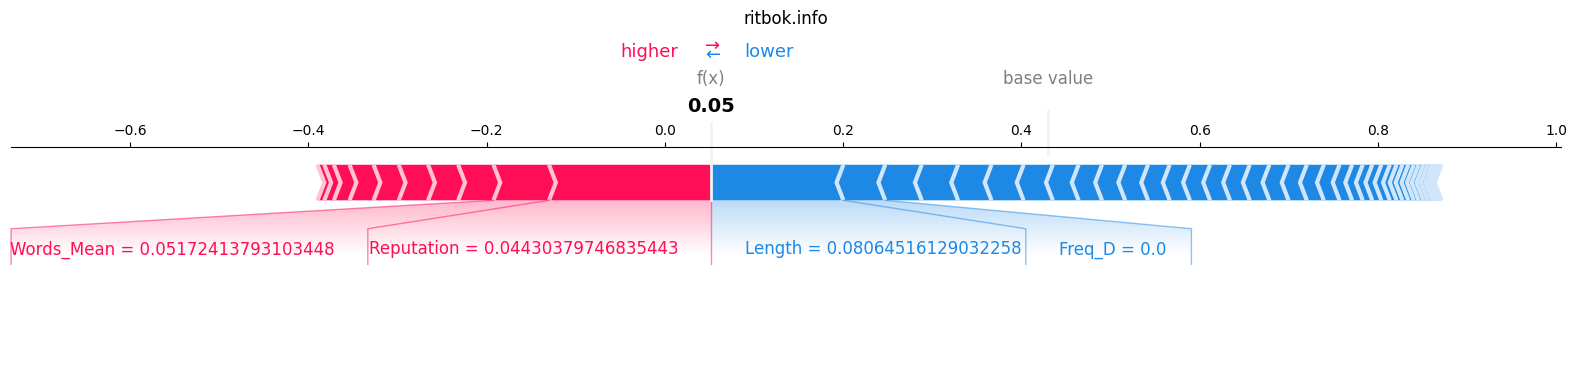 ritbok.info
higher → ← lower
f(x) base value
0.05
−0.6 −0.4 −0.2 0.0 0.2 0.4 0.6 0.8 1.0
Words_Mean = 0.05172413793103448 Reputation = 0.04430379746835443 Length = 0.08064516129032258 Freq_D = 0.0